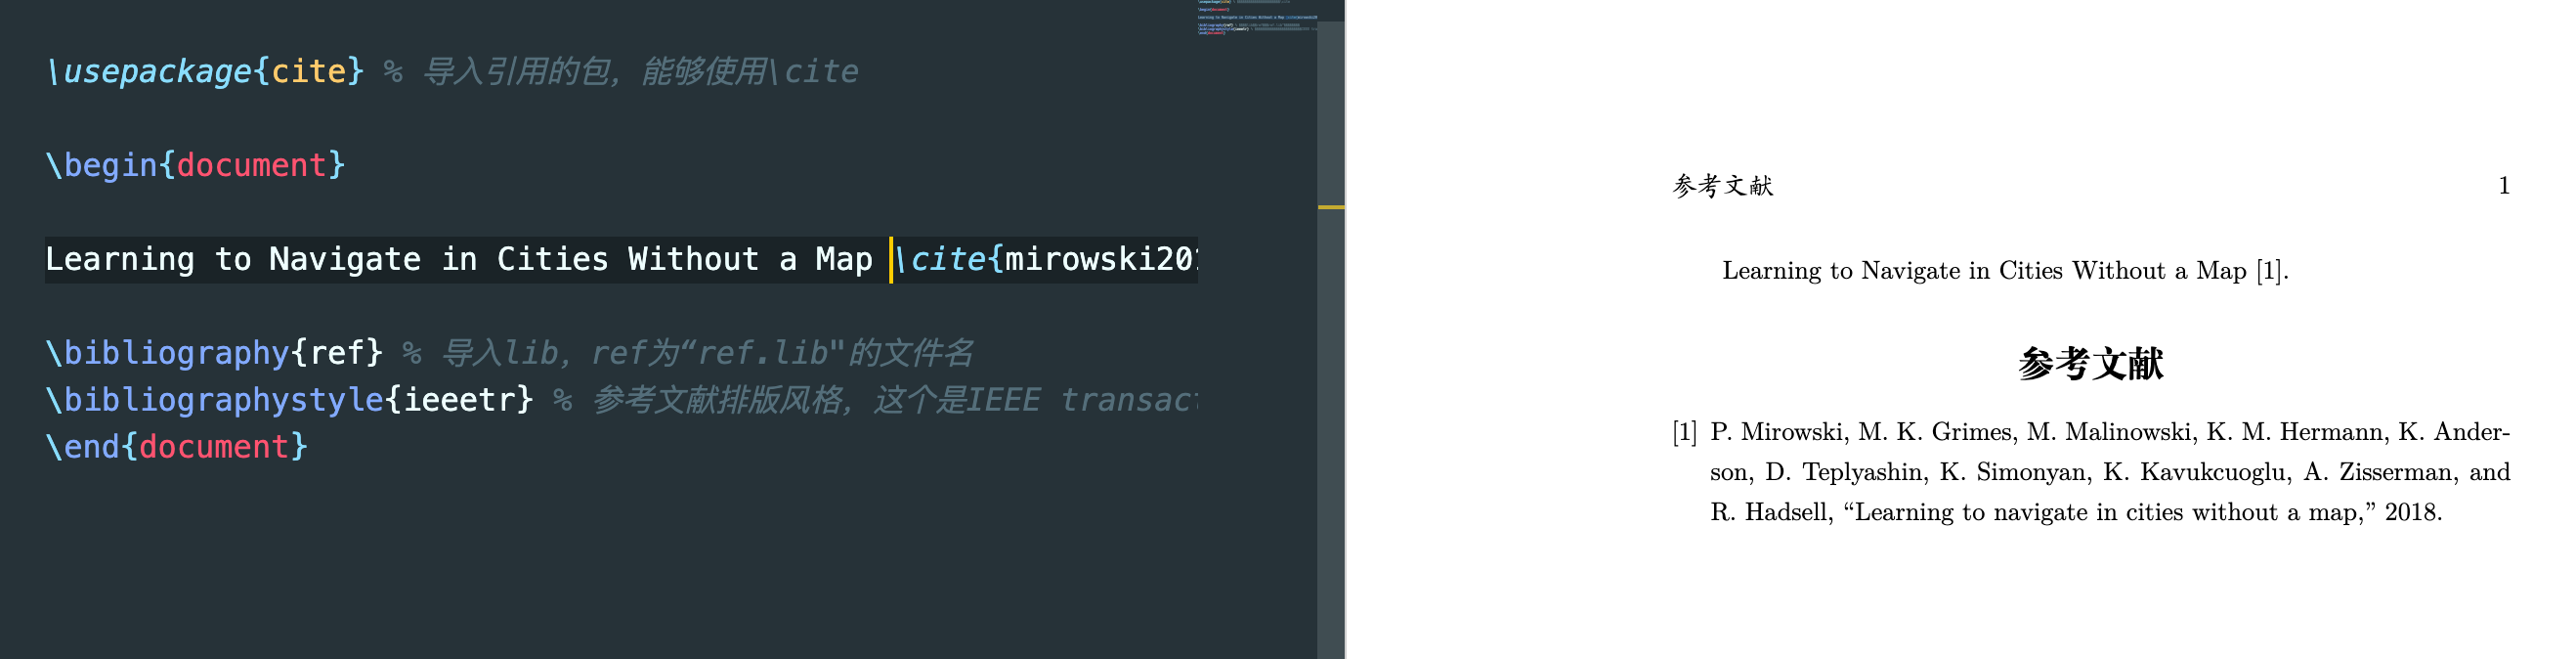 \usepackage{cite} % 导入引用的包，能够使用\cite
\begin{document}
Learning to Navigate in Cities Without a Map \cite{mirowski201
\bibliography{ref} % 导入lib，ref为“ref.lib"的文件名
\bibliographystyle{ieeetr} % 参考文献排版风格，这个是IEEE transact
\end{document}
参考文献 1
Learning to Navigate in Cities Without a Map [1].
参考文献
[1] P. Mirowski, M. K. Grimes, M. Malinowski, K. M. Hermann, K. Ander-
son, D. Teplyashin, K. Simonyan, K. Kavukcuoglu, A. Zisserman, and
R. Hadsell, “Learning to navigate in cities without a map,” 2018.